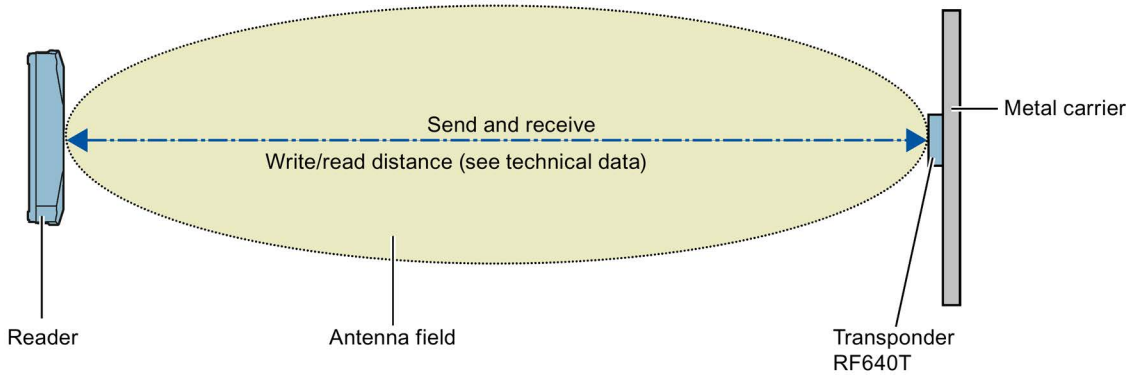 Send and receive
Write/read distance (see technical data)
Metal carrier
Reader
Antenna field
Transponder
RF640T